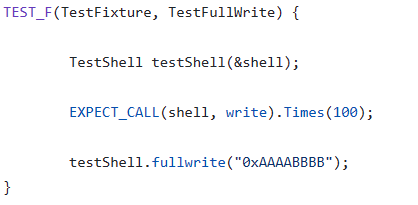 TEST_F(TestFixture, TestFullWrite) {
TestShell testShell(&shell);
EXPECT_CALL(shell, write).Times(100);
testShell.fullwrite("0xAAAABBBB");
}